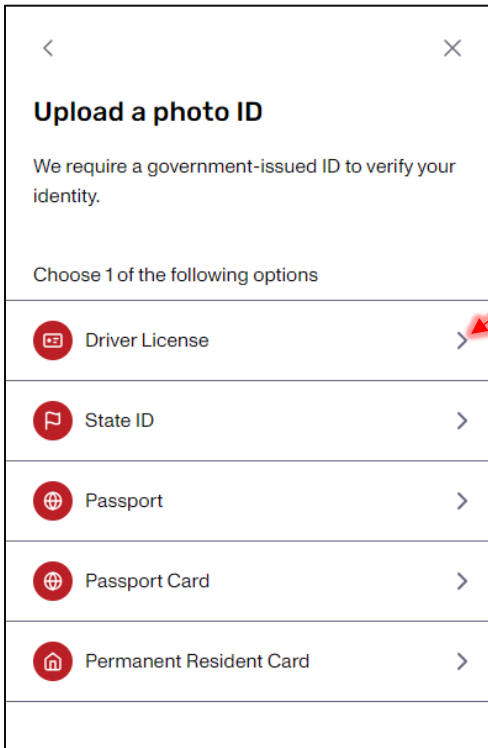 Upload a photo ID
We require a government-issued ID to verify your
identity.
Choose 1 of the following options
Driver License
State ID
Passport
Passport Card
Permanent Resident Card